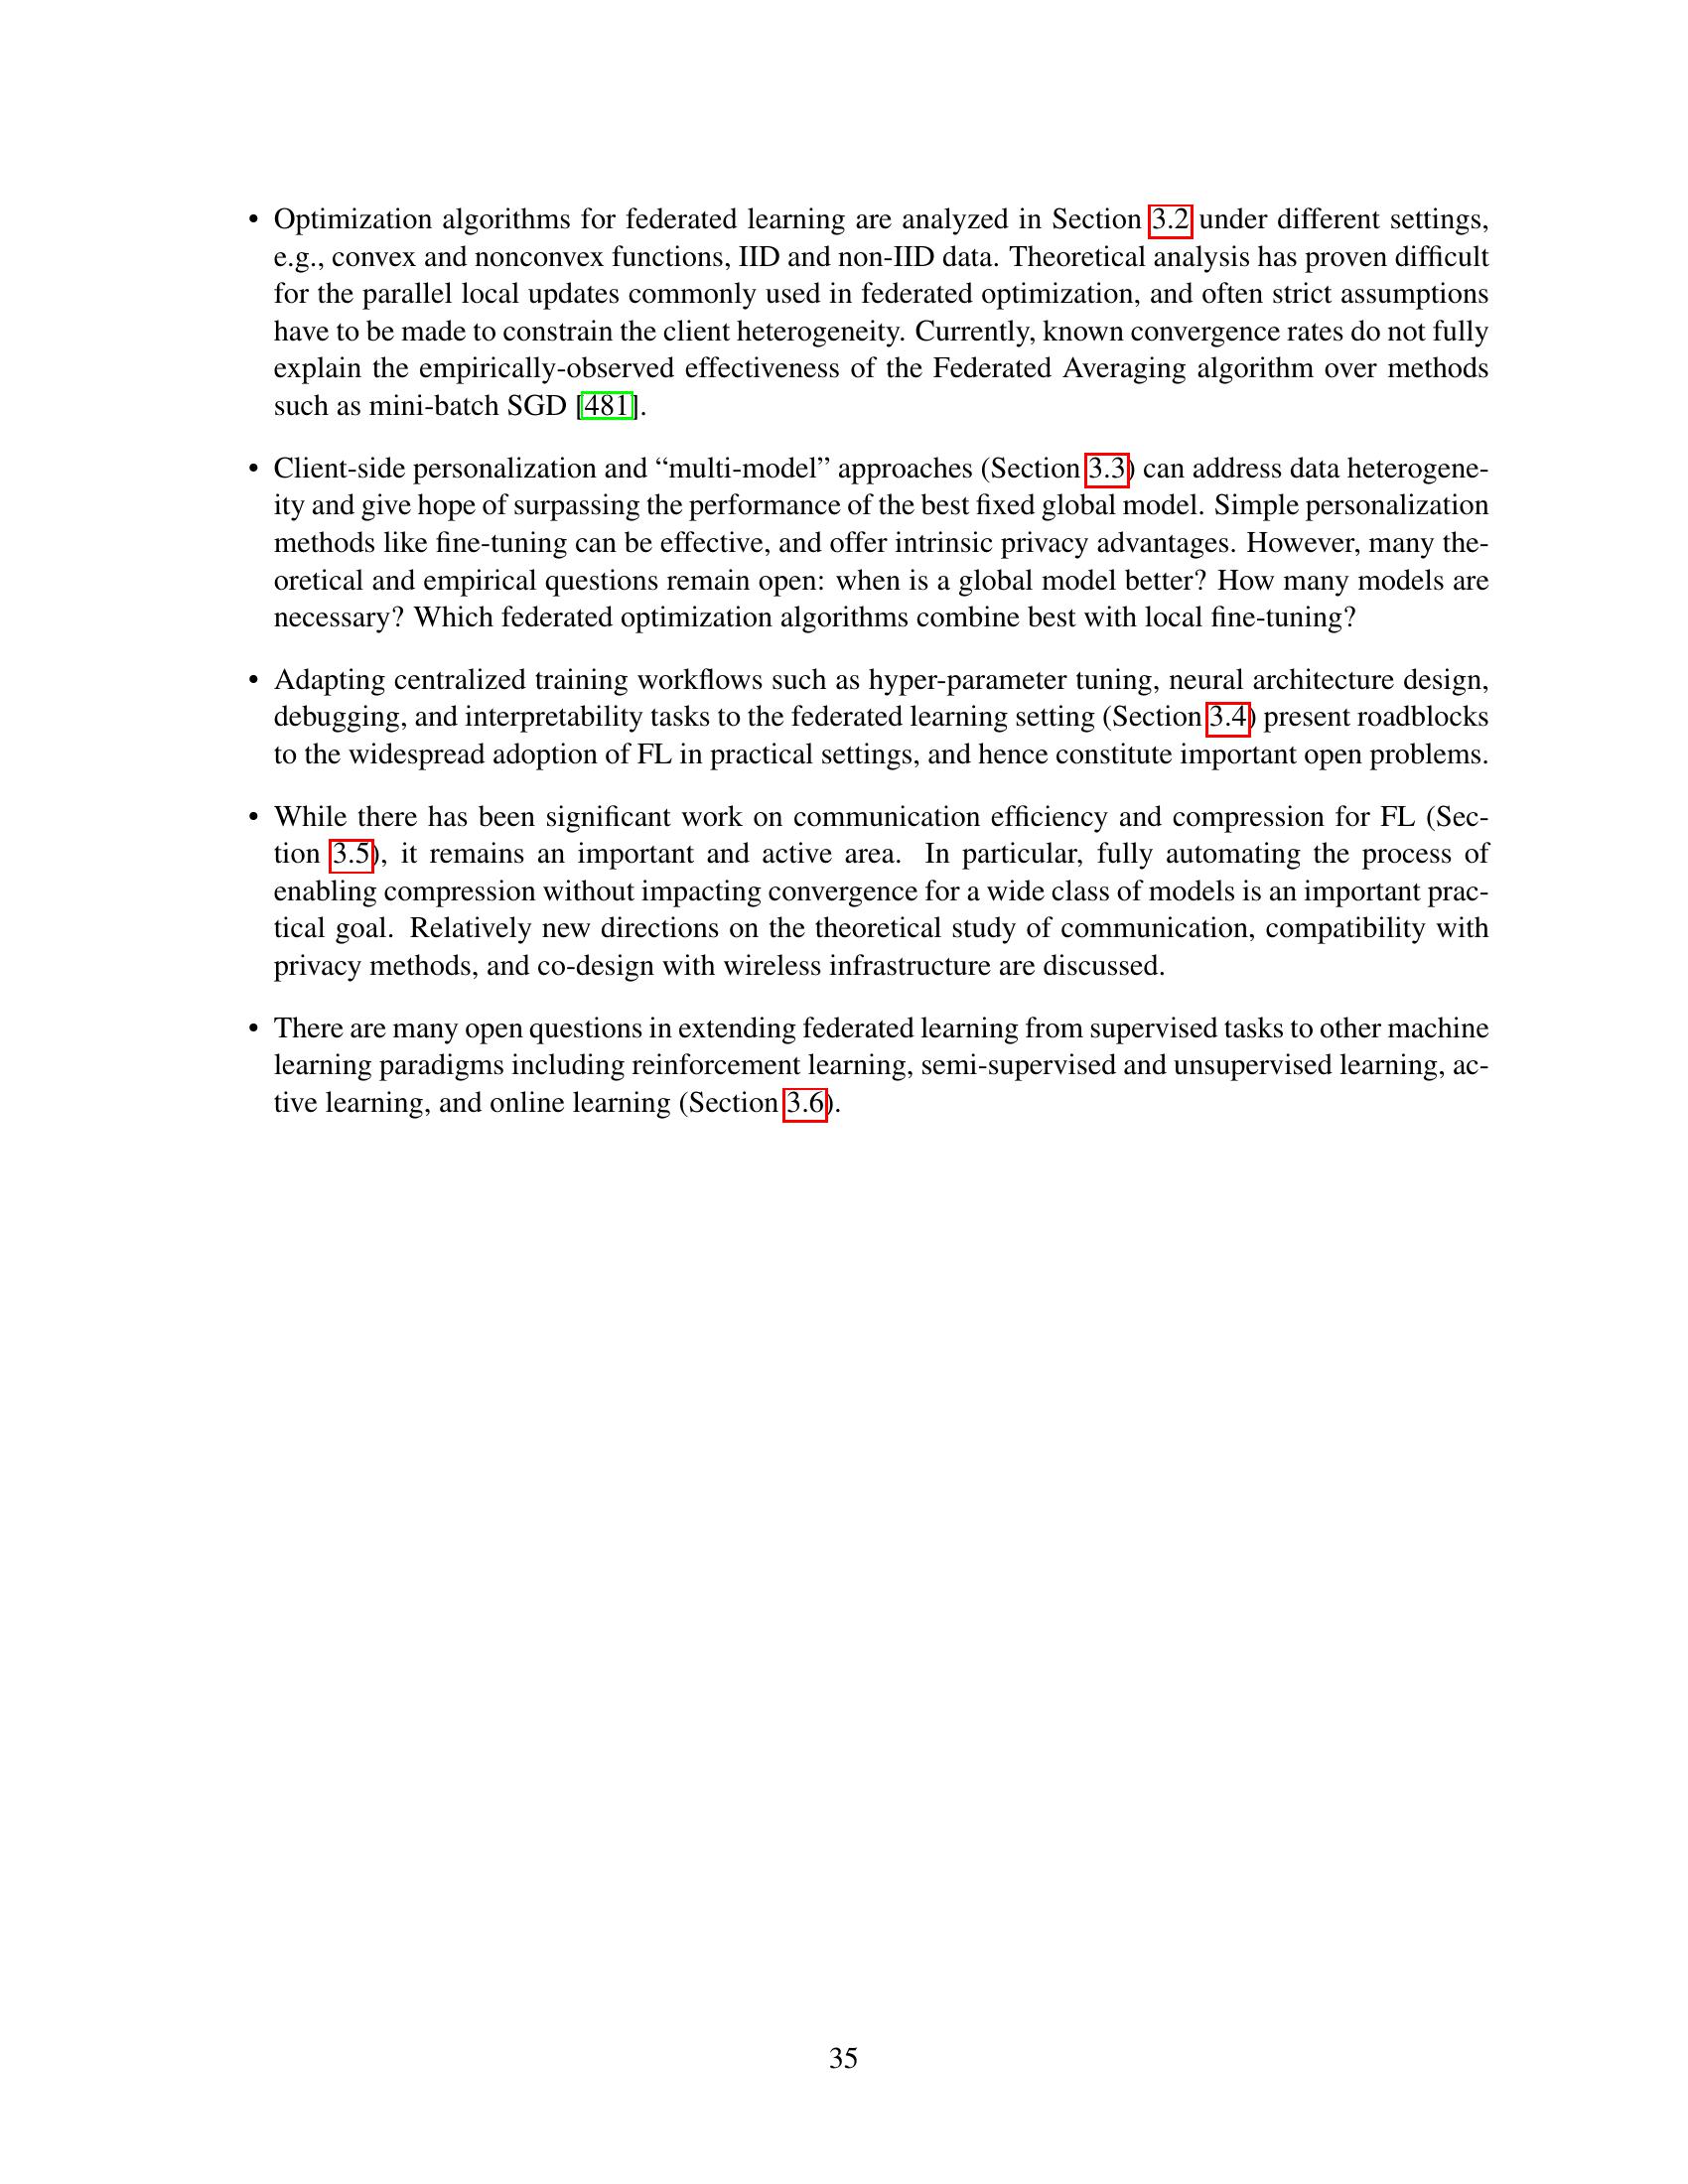 • Optimization algorithms for federated learning are analyzed in Section 3.2 under different settings,
e.g., convex and nonconvex functions, IID and non-IID data. Theoretical analysis has proven difficult
for the parallel local updates commonly used in federated optimization, and often strict assumptions
have to be made to constrain the client heterogeneity. Currently, known convergence rates do not fully
explain the empirically-observed effectiveness of the Federated Averaging algorithm over methods
such as mini-batch SGD [481].
• Client-side personalization and “multi-model” approaches (Section 3.3) can address data heterogene-
ity and give hope of surpassing the performance of the best fixed global model. Simple personalization
methods like fine-tuning can be effective, and offer intrinsic privacy advantages. However, many the-
oretical and empirical questions remain open: when is a global model better? How many models are
necessary? Which federated optimization algorithms combine best with local fine-tuning?
• Adapting centralized training workflows such as hyper-parameter tuning, neural architecture design,
debugging, and interpretability tasks to the federated learning setting (Section 3.4) present roadblocks
to the widespread adoption of FL in practical settings, and hence constitute important open problems.
• While there has been significant work on communication efficiency and compression for FL (Sec-
tion 3.5), it remains an important and active area. In particular, fully automating the process of
enabling compression without impacting convergence for a wide class of models is an important prac-
tical goal. Relatively new directions on the theoretical study of communication, compatibility with
privacy methods, and co-design with wireless infrastructure are discussed.
• There are many open questions in extending federated learning from supervised tasks to other machine
learning paradigms including reinforcement learning, semi-supervised and unsupervised learning, ac-
tive learning, and online learning (Section 3.6).
35